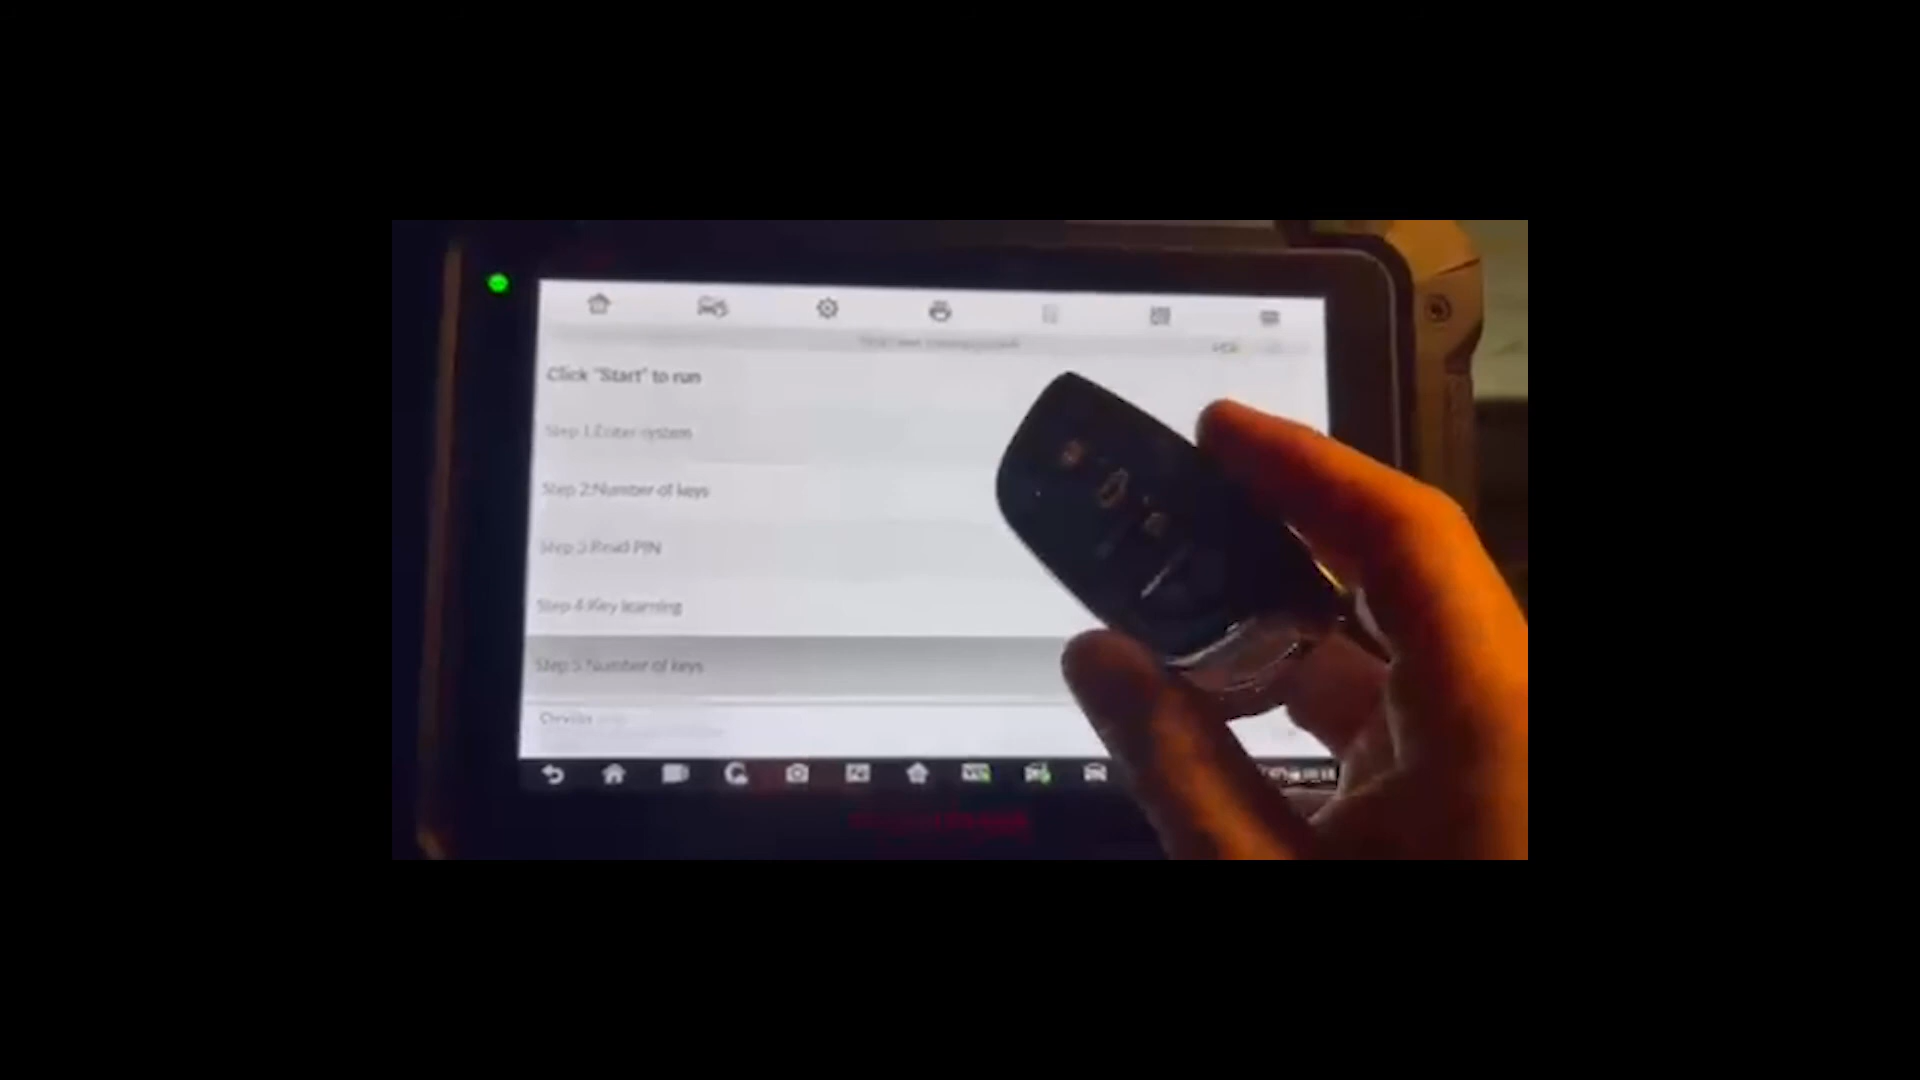 Click "Start" to run
Step 1:Enter system
Step 2:Number of keys
Step 3:Read PIN
Step 4:Key learning
Step 5:Number of keys